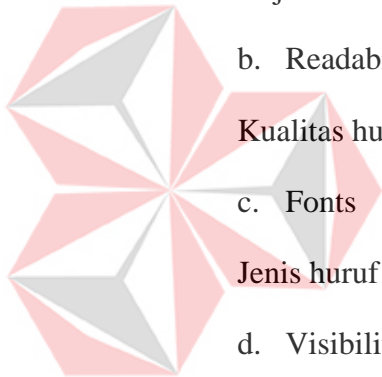 b. Readab
Kualitas hu
c. Fonts
Jenis huruf
d. Visibili